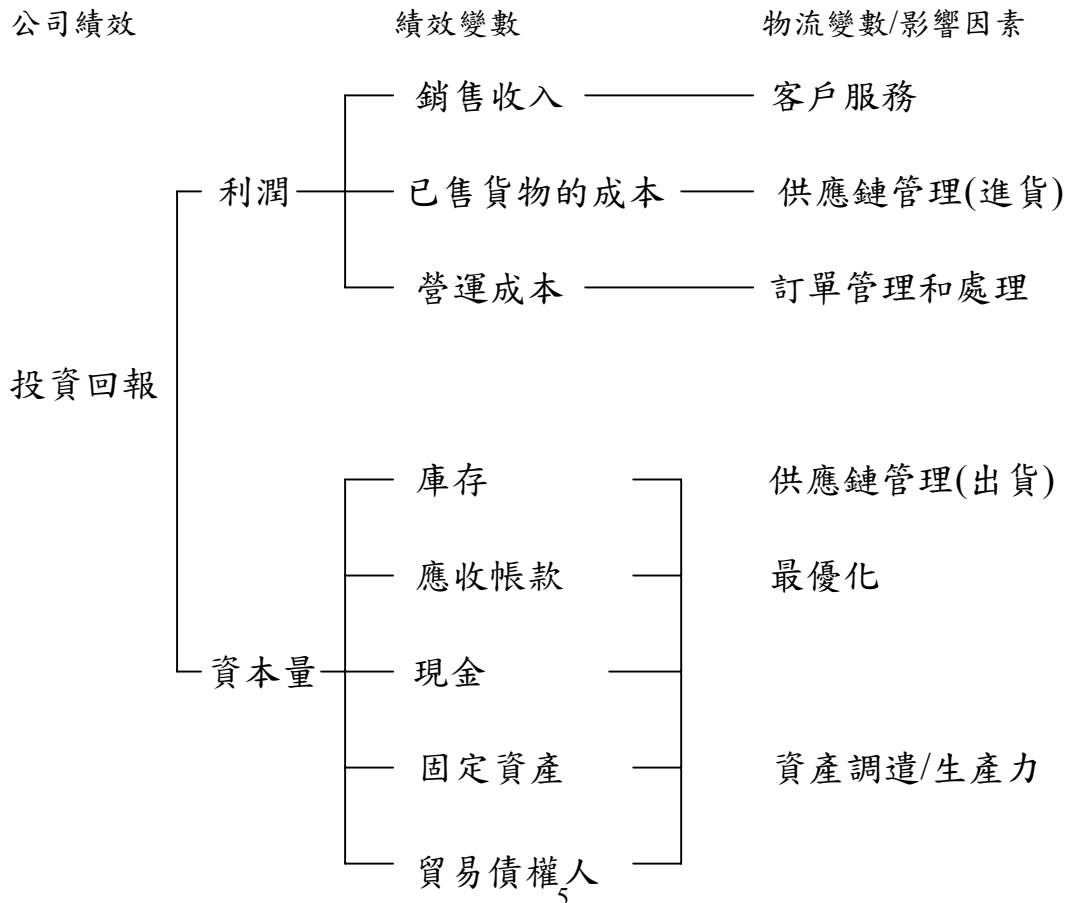 公司績效 績效變數 物流變數/影響因素
銷售收入 客戶服務
利潤 已售貨物的成本 供應鏈管理(進貨)
營運成本 訂單管理和處理
投資回報
庫存 供應鏈管理(出貨)
應收帳款 最優化
資本量 現金
固定資產 資產調遣/生產力
貿易債權人
5